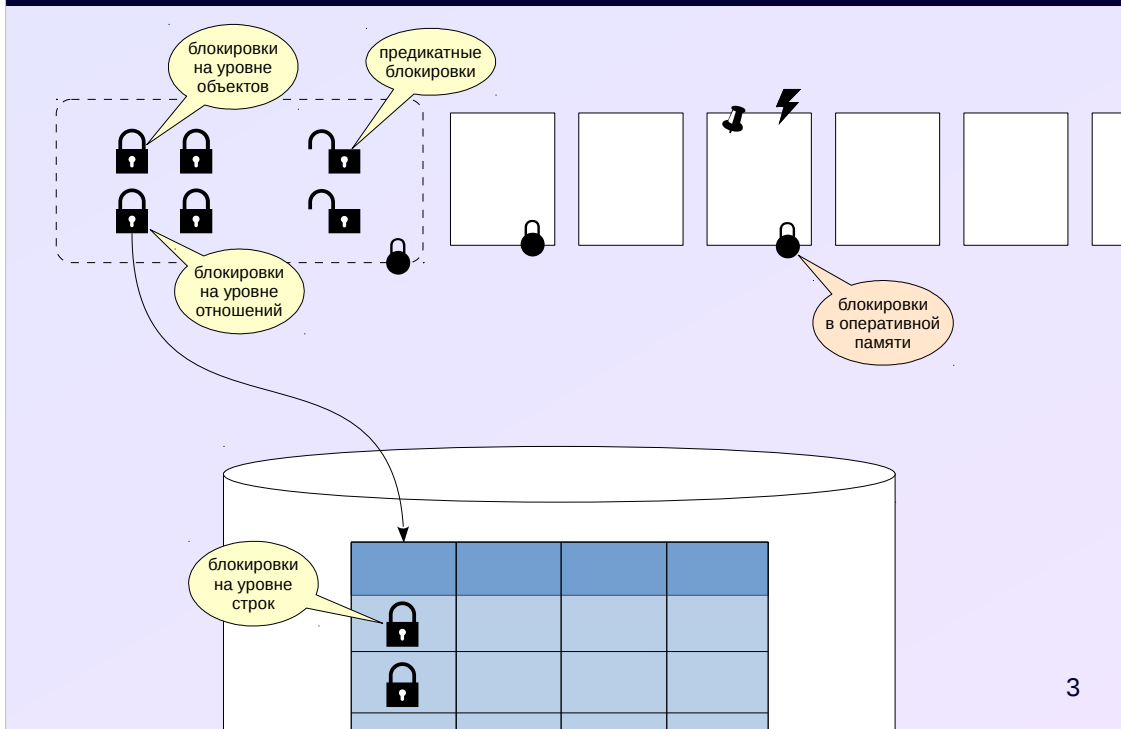 блокировки
на уровне
объектов
предикатные
блокировки
блокировки
на уровне
отношений
блокировки
в оперативной
памяти
блокировки
на уровне
строк
3